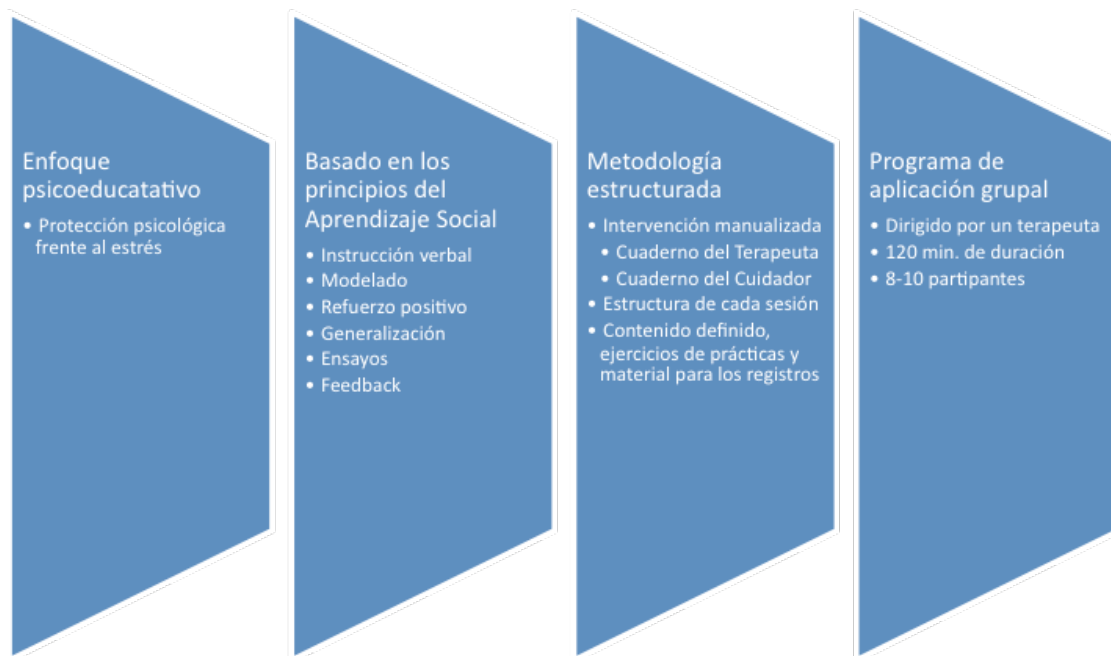 Enfoque
psicoeducatativo
• Protección psicológica
frente al estrés
Basado en los
principios del
Aprendizaje Social
• Instrucción verbal
• Modelado
• Refuerzo positivo
• Generalización
• Ensayos
• Feedback
Metodología
estructurada
• Intervención manualizada
• Cuaderno del Terapeuta
• Cuaderno del Cuidador
• Estructura de cada sesión
• Contenido definido,
ejercicios de prácticas y
material para los registros
Programa de
aplicación grupal
• Dirigido por un terapeuta
• 120 min. de duración
• 8-10 partipantes